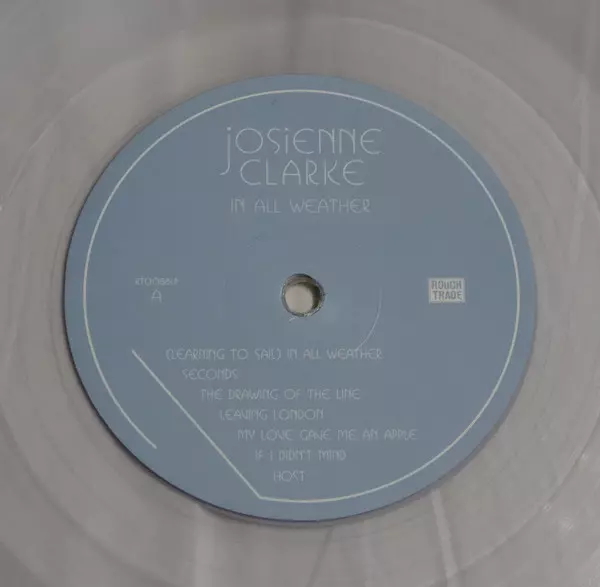 JOSIENNE
CLARKE
IN ALL WEATHER
A
ROUGH
TRADE
(LEARNING TO SAIL) IN ALL WEATHER
SECONDS
THE DRAWING OF THE LINE
LEAVING LONDON
MY LOVE GAVE ME AN APPLE
IF I DIDN'T MIND
HOST